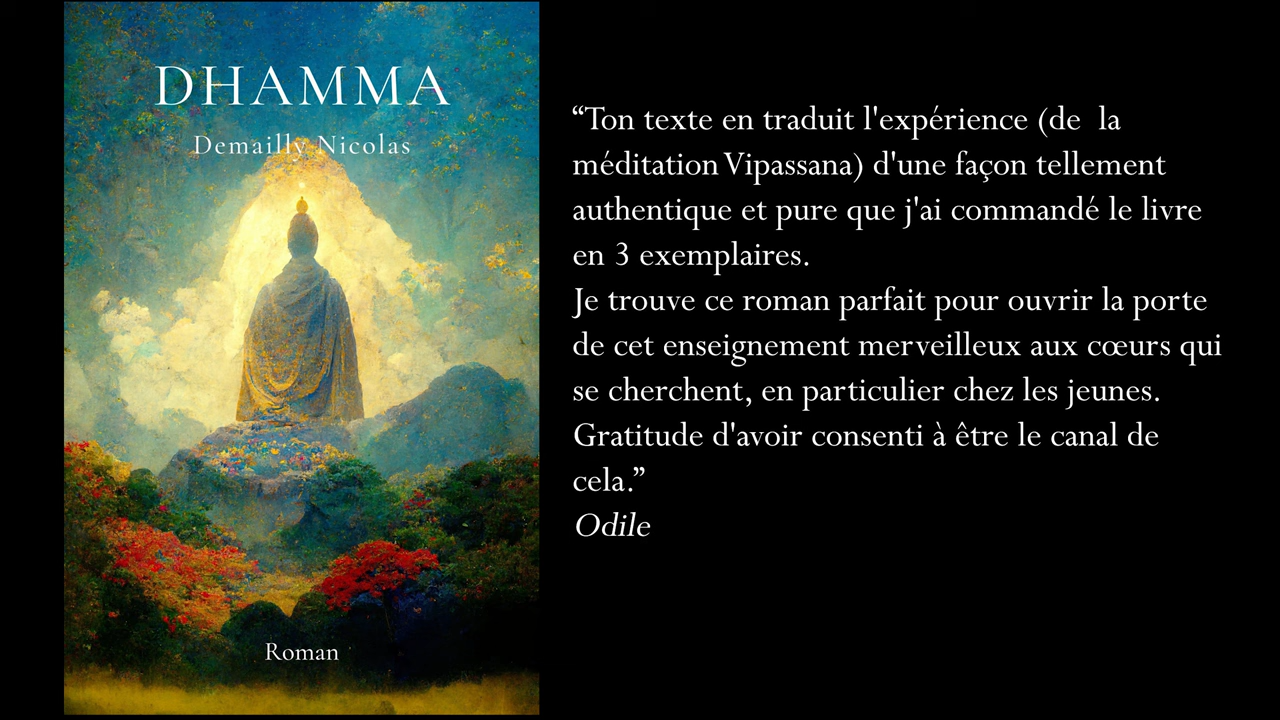 DHAMMA
Demailly Nicolas
Roman
“Ton texte en traduit l'expérience (de  la
méditation Vipassana) d'une façon tellement
authentique et pure que j'ai commandé le livre
en 3 exemplaires.
Je trouve ce roman parfait pour ouvrir la porte
de cet enseignement merveilleux aux cœurs qui
se cherchent, en particulier chez les jeunes.
Gratitude d'avoir consenti à être le canal de
cela.”
Odile